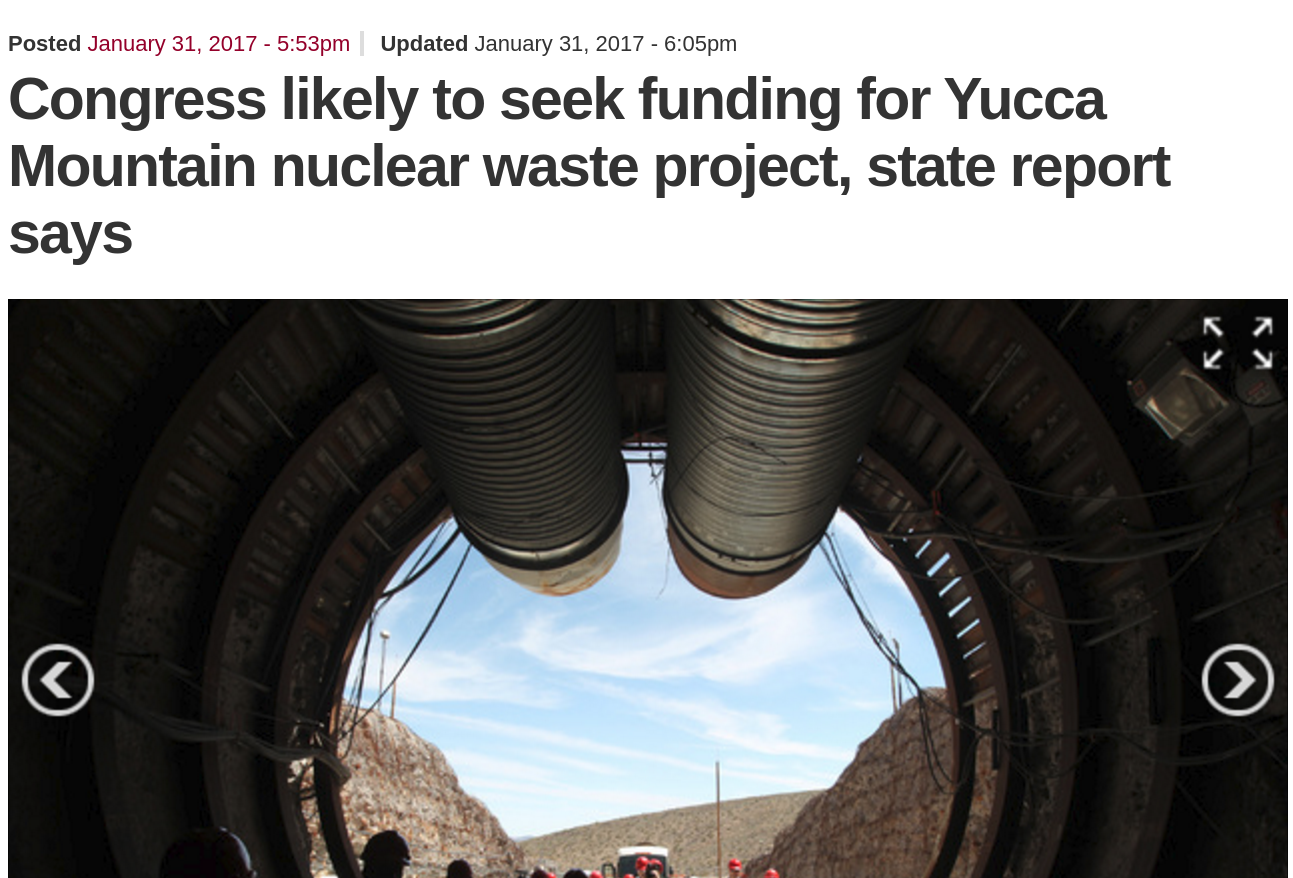 Posted January 31, 2017 - 5:53pm Updated January 31, 2017 - 6:05pm
Congress likely to seek funding for Yucca
Mountain nuclear waste project, state report
says